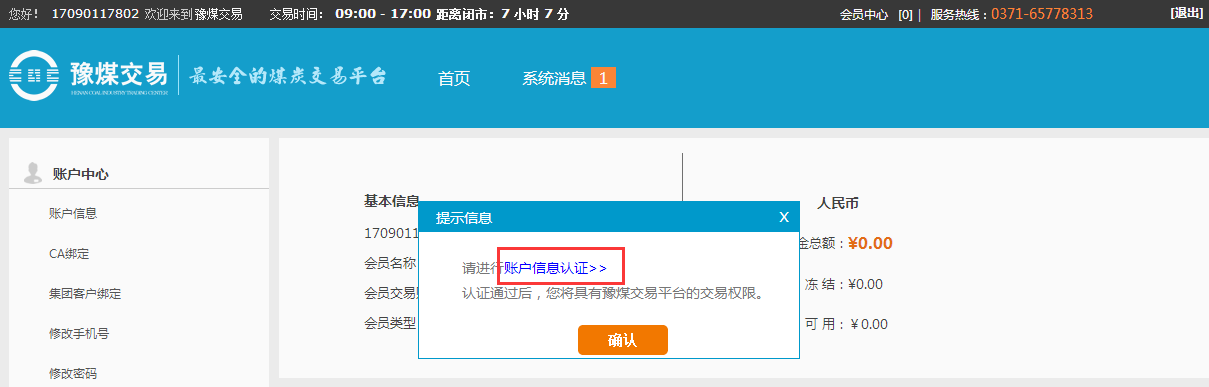 您好! 17090117802 欢迎来到豫煤交易 交易时间: 09:00 - 17:00 距离闭市: 7 小时 7 分 会员中心 [0] | 服务热线: 0371-65778313 [退出]
豫煤交易 最安全的煤炭交易平台 首页 系统消息 1
HENAN COAL INDUSTRY TRADING CENTER
账户中心
账户信息
CA绑定
集团客户绑定
修改手机号
修改密码
基本信息
1709011
会员名称
会员交易
会员类型
提示信息 X
请进行账户信息认证>>
认证通过后,您将具有豫煤交易平台的交易权限。
确认
人民币
金总额: ¥0.00
冻 结: ¥0.00
可 用: ¥0.00